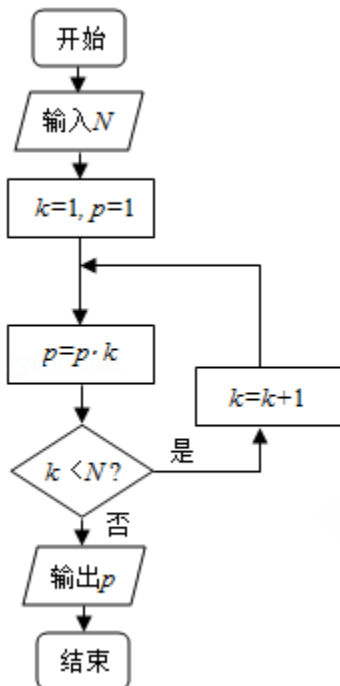 开始
输入N
k=1, p=1
p=p· k
k=k+1
k<N?
是
否
输出p
结束